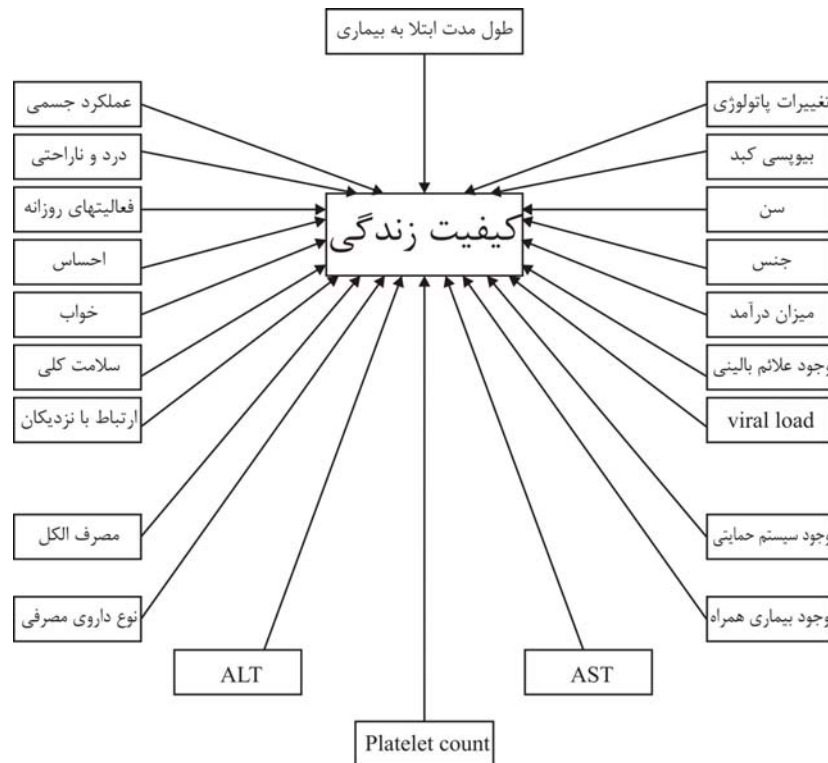 طول مدت ابتلا به بیماری
تغییرات پاتولوژی
عملکرد جسمی
بیوپسی کبد
درد و ناراحتی
سن
فعالیتهای روزانه
کیفیت زندگی
جنس
احساس
میزان درآمد
خواب
وجود علائم بالینی
سلامت کلی
viral load
ارتباط با نزدیکان
وجود سیستم حمایتی
مصرف الکل
وجود بیماری همراه
نوع داروی مصرفی
AST
ALT
Platelet count